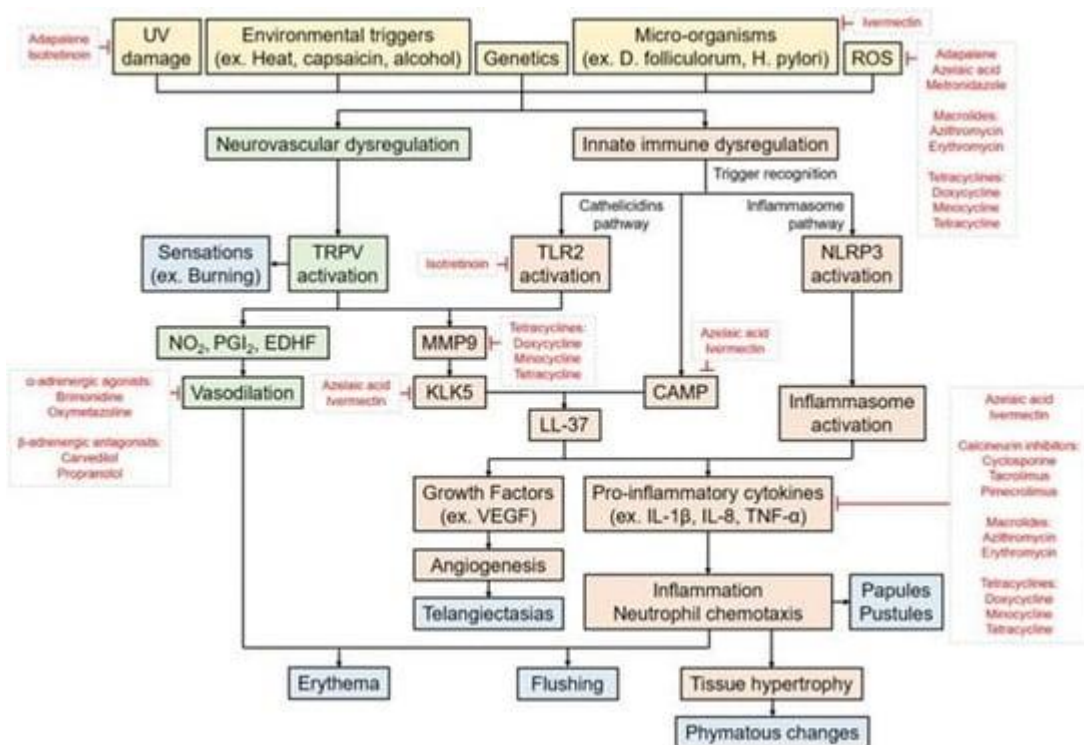 Adapalene
Isotretinoin
UV
damage
Environmental triggers
(ex. Heat, capsaicin, alcohol)
Genetics
Micro-organisms
(ex. D. folliculorum, H. pylori)
Ivermectin
ROS
Adapalene
Azelaic acid
Metronidazole
Macrolides:
Azithromycin
Erythromycin
Tetracyclines:
Doxycycline
Minocycline
Tetracycline
Neurovascular dysregulation
Innate immune dysregulation
Trigger recognition
Cathelicidins
pathway
Inflammasome
pathway
Sensations
(ex. Burning)
TRPV
activation
Isotretinoin
TLR2
activation
NLRP3
activation
NO₂, PGI₂, EDHF
MMP9
Tetracyclines:
Doxycycline
Minocycline
Tetracycline
Azelaic acid
Ivermectin
α-adrenergic agonists:
Brimonidine
Oxymetazoline
β-adrenergic antagonists:
Carvedilol
Propranolol
Vasodilation
Azelaic acid
Ivermectin
KLK5
CAMP
LL-37
Inflammasome
activation
Azelaic acid
Ivermectin
Calcineurin inhibitors:
Cyclosporine
Tacrolimus
Pimecrolimus
Macrolides:
Azithromycin
Erythromycin
Tetracyclines:
Doxycycline
Minocycline
Tetracycline
Growth Factors
(ex. VEGF)
Pro-inflammatory cytokines
(ex. IL-1β, IL-8, TNF-α)
Angiogenesis
Telangiectasias
Inflammation
Neutrophil chemotaxis
Papules
Pustules
Erythema
Flushing
Tissue hypertrophy
Phymatous changes